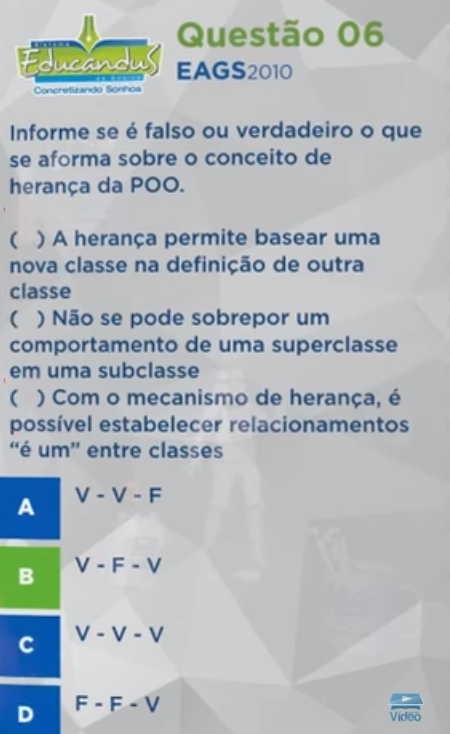 Sistema
Educandus
de Ensino
Concretizando Sonhos
Questão 06
EAGS2010
Informe se é falso ou verdadeiro o que
se aforma sobre o conceito de
herança da POO.
( ) A herança permite basear uma
nova classe na definição de outra
classe
( ) Não se pode sobrepor um
comportamento de uma superclasse
em uma subclasse
( ) Com o mecanismo de herança, é
possível estabelecer relacionamentos
“é um” entre classes
A V - V - F
B V - F - V
C V - V - V
D F - F - V
Vídeo